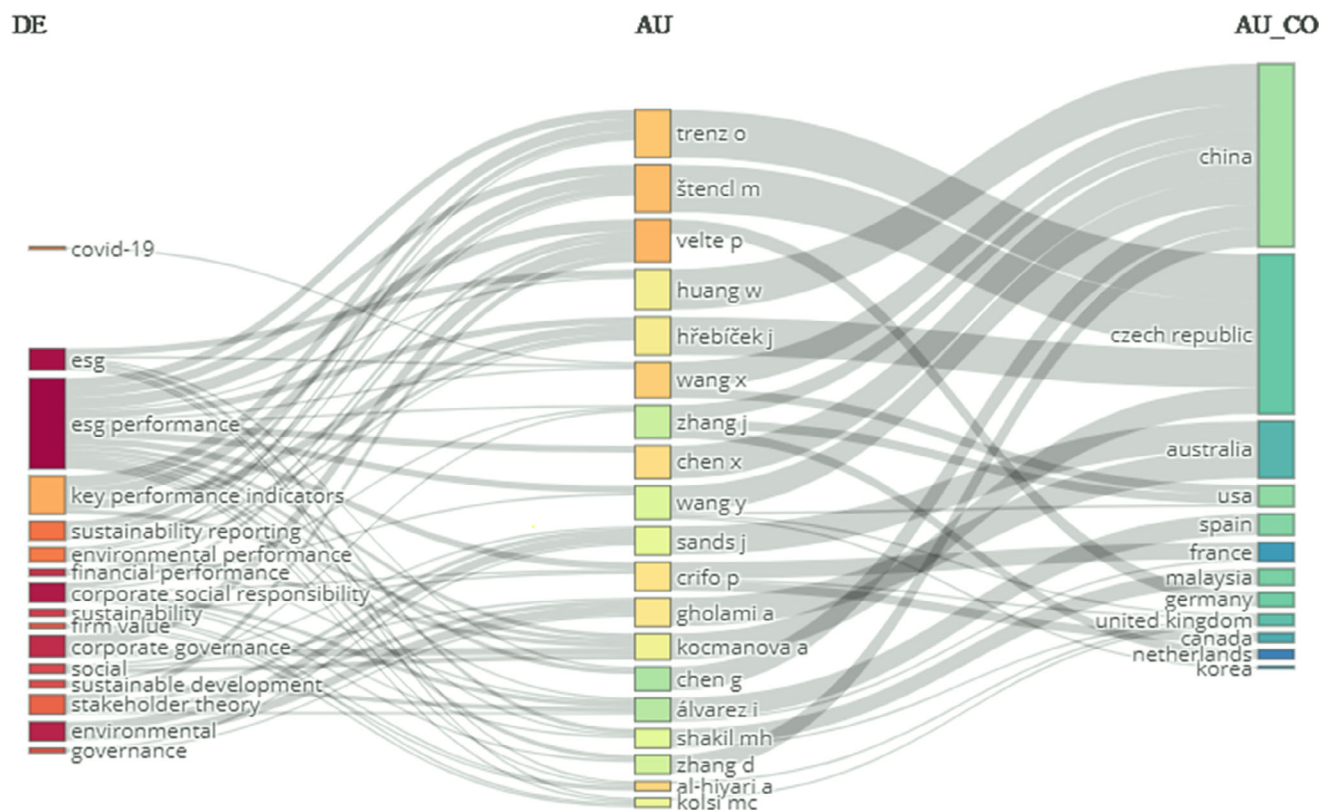 DE
AU
AU_CO
covid-19
esg
esg performance
key performance indicators
sustainability reporting
environmental performance
financial performance
corporate social responsibility
sustainability
firm value
corporate governance
social
sustainable development
stakeholder theory
environmental
governance
trenz o
štencl m
velte p
huang w
hřebíček j
wang x
zhang j
chen x
wang y
sands j
crifo p
gholami a
kocmanova a
chen g
álvarez i
shakil mh
zhang d
al-hiyari a
kolsi mc
china
czech republic
australia
usa
spain
france
malaysia
germany
united kingdom
canada
netherlands
korea